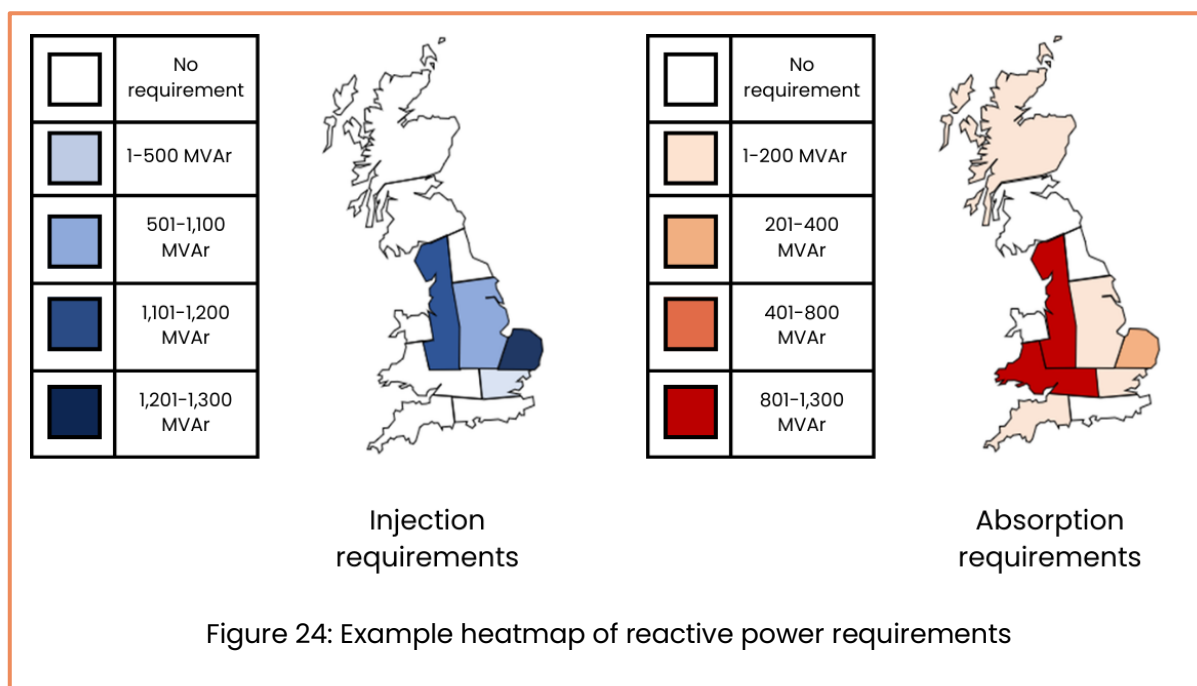 No
requirement
1-500 MVAr
501-1,100
MVAr
1,101-1,200
MVAr
1,201-1,300
MVAr
Injection
requirements
No
requirement
1-200 MVAr
201-400
MVAr
401-800
MVAr
801-1,300
MVAr
Absorption
requirements
Figure 24: Example heatmap of reactive power requirements